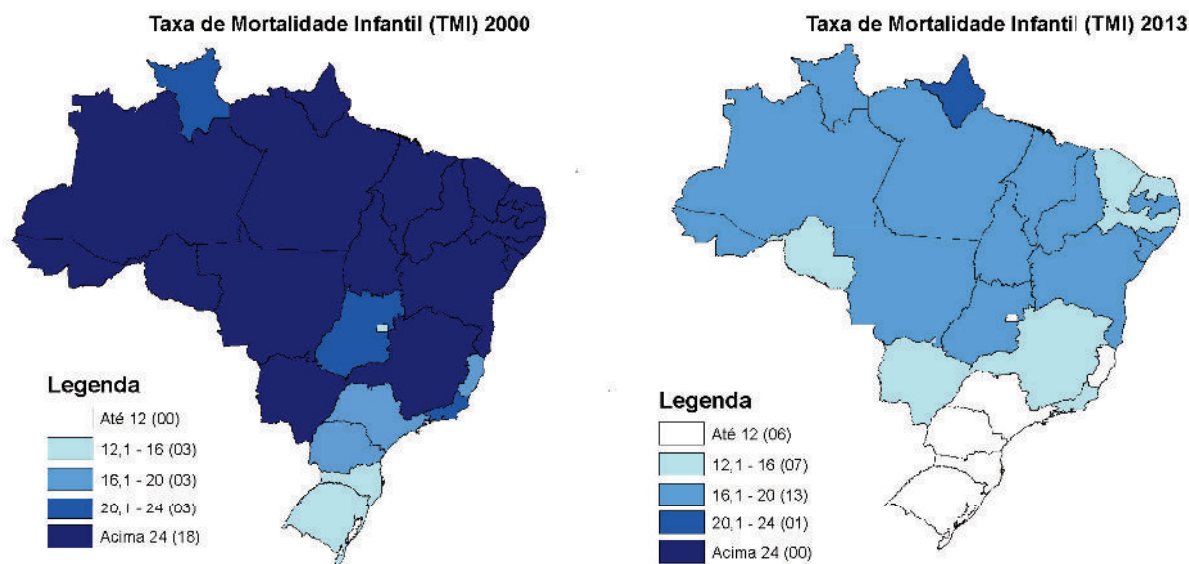 Taxa de Mortalidade Infantil (TMI) 2000
Legenda
Até 12 (00)
12,1 - 16 (03)
16,1 - 20 (03)
20,1 - 24 (03)
Acima 24 (18)
Taxa de Mortalidade Infantil (TMI) 2013
Legenda
Até 12 (06)
12,1 - 16 (07)
16,1 - 20 (13)
20,1 - 24 (01)
Acima 24 (00)